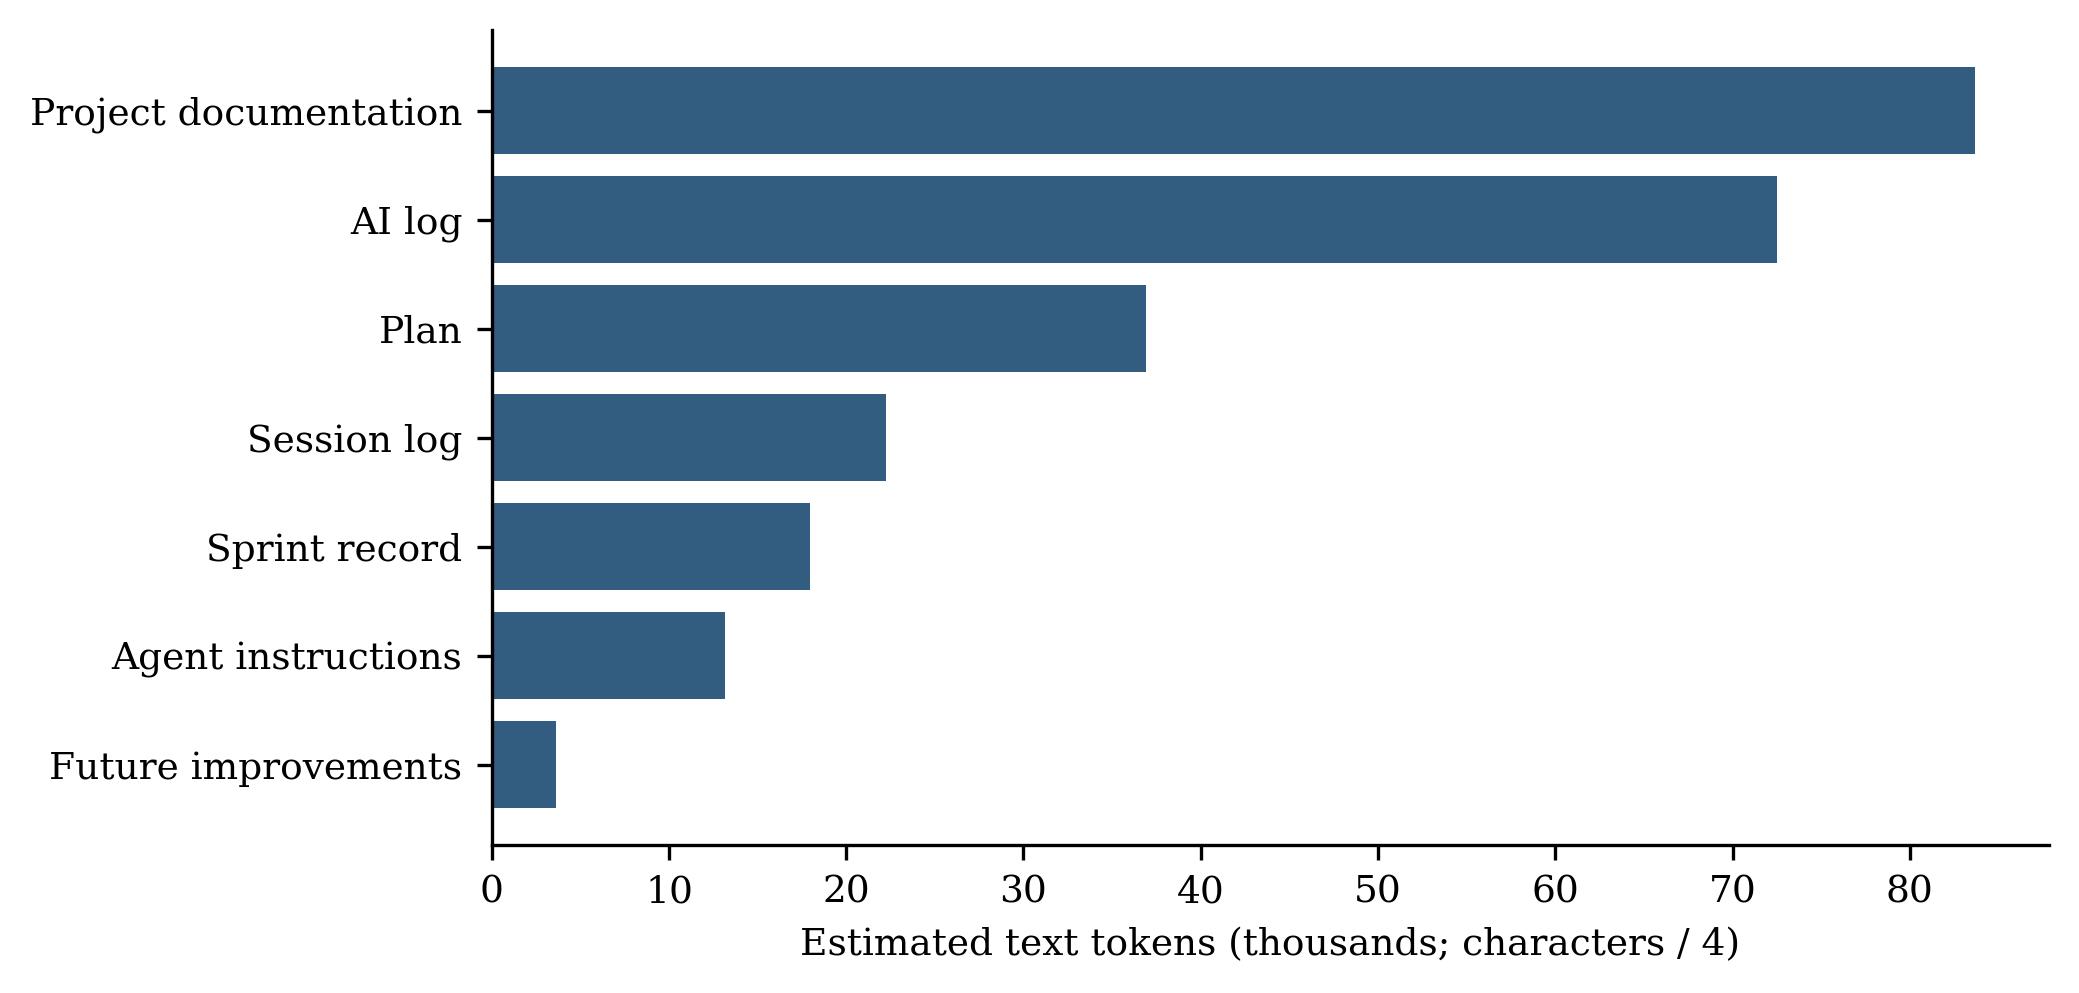 Project documentation
AI log
Plan
Session log
Sprint record
Agent instructions
Future improvements
0 10 20 30 40 50 60 70 80
Estimated text tokens (thousands; characters / 4)